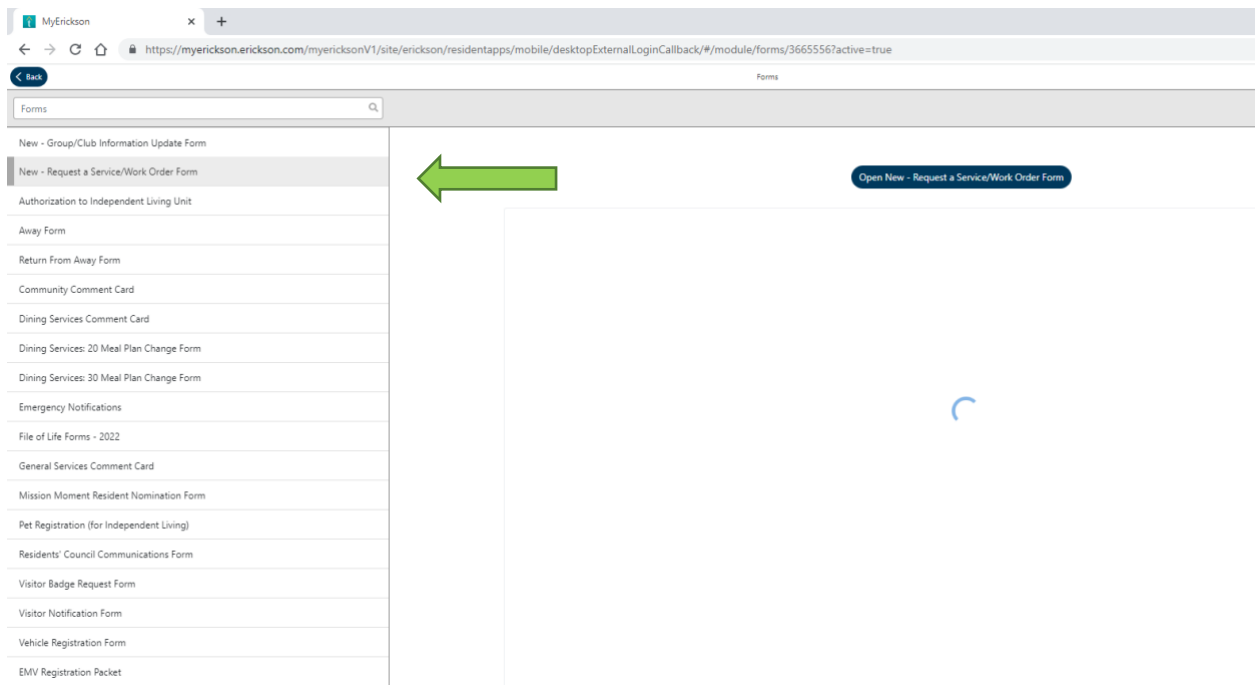 MyErickson
https://myerickson.erickson.com/myericksonV1/site/erickson/residentapps/mobile/desktopExternalLoginCallback/#/module/forms/3665556?active=true
Back
Forms
Forms
New - Group/Club Information Update Form
New - Request a Service/Work Order Form
Open New - Request a Service/Work Order Form
Authorization to Independent Living Unit
Away Form
Return From Away Form
Community Comment Card
Dining Services Comment Card
Dining Services: 20 Meal Plan Change Form
Dining Services: 30 Meal Plan Change Form
Emergency Notifications
File of Life Forms - 2022
General Services Comment Card
Mission Moment Resident Nomination Form
Pet Registration (for Independent Living)
Residents' Council Communications Form
Visitor Badge Request Form
Visitor Notification Form
Vehicle Registration Form
EMV Registration Packet